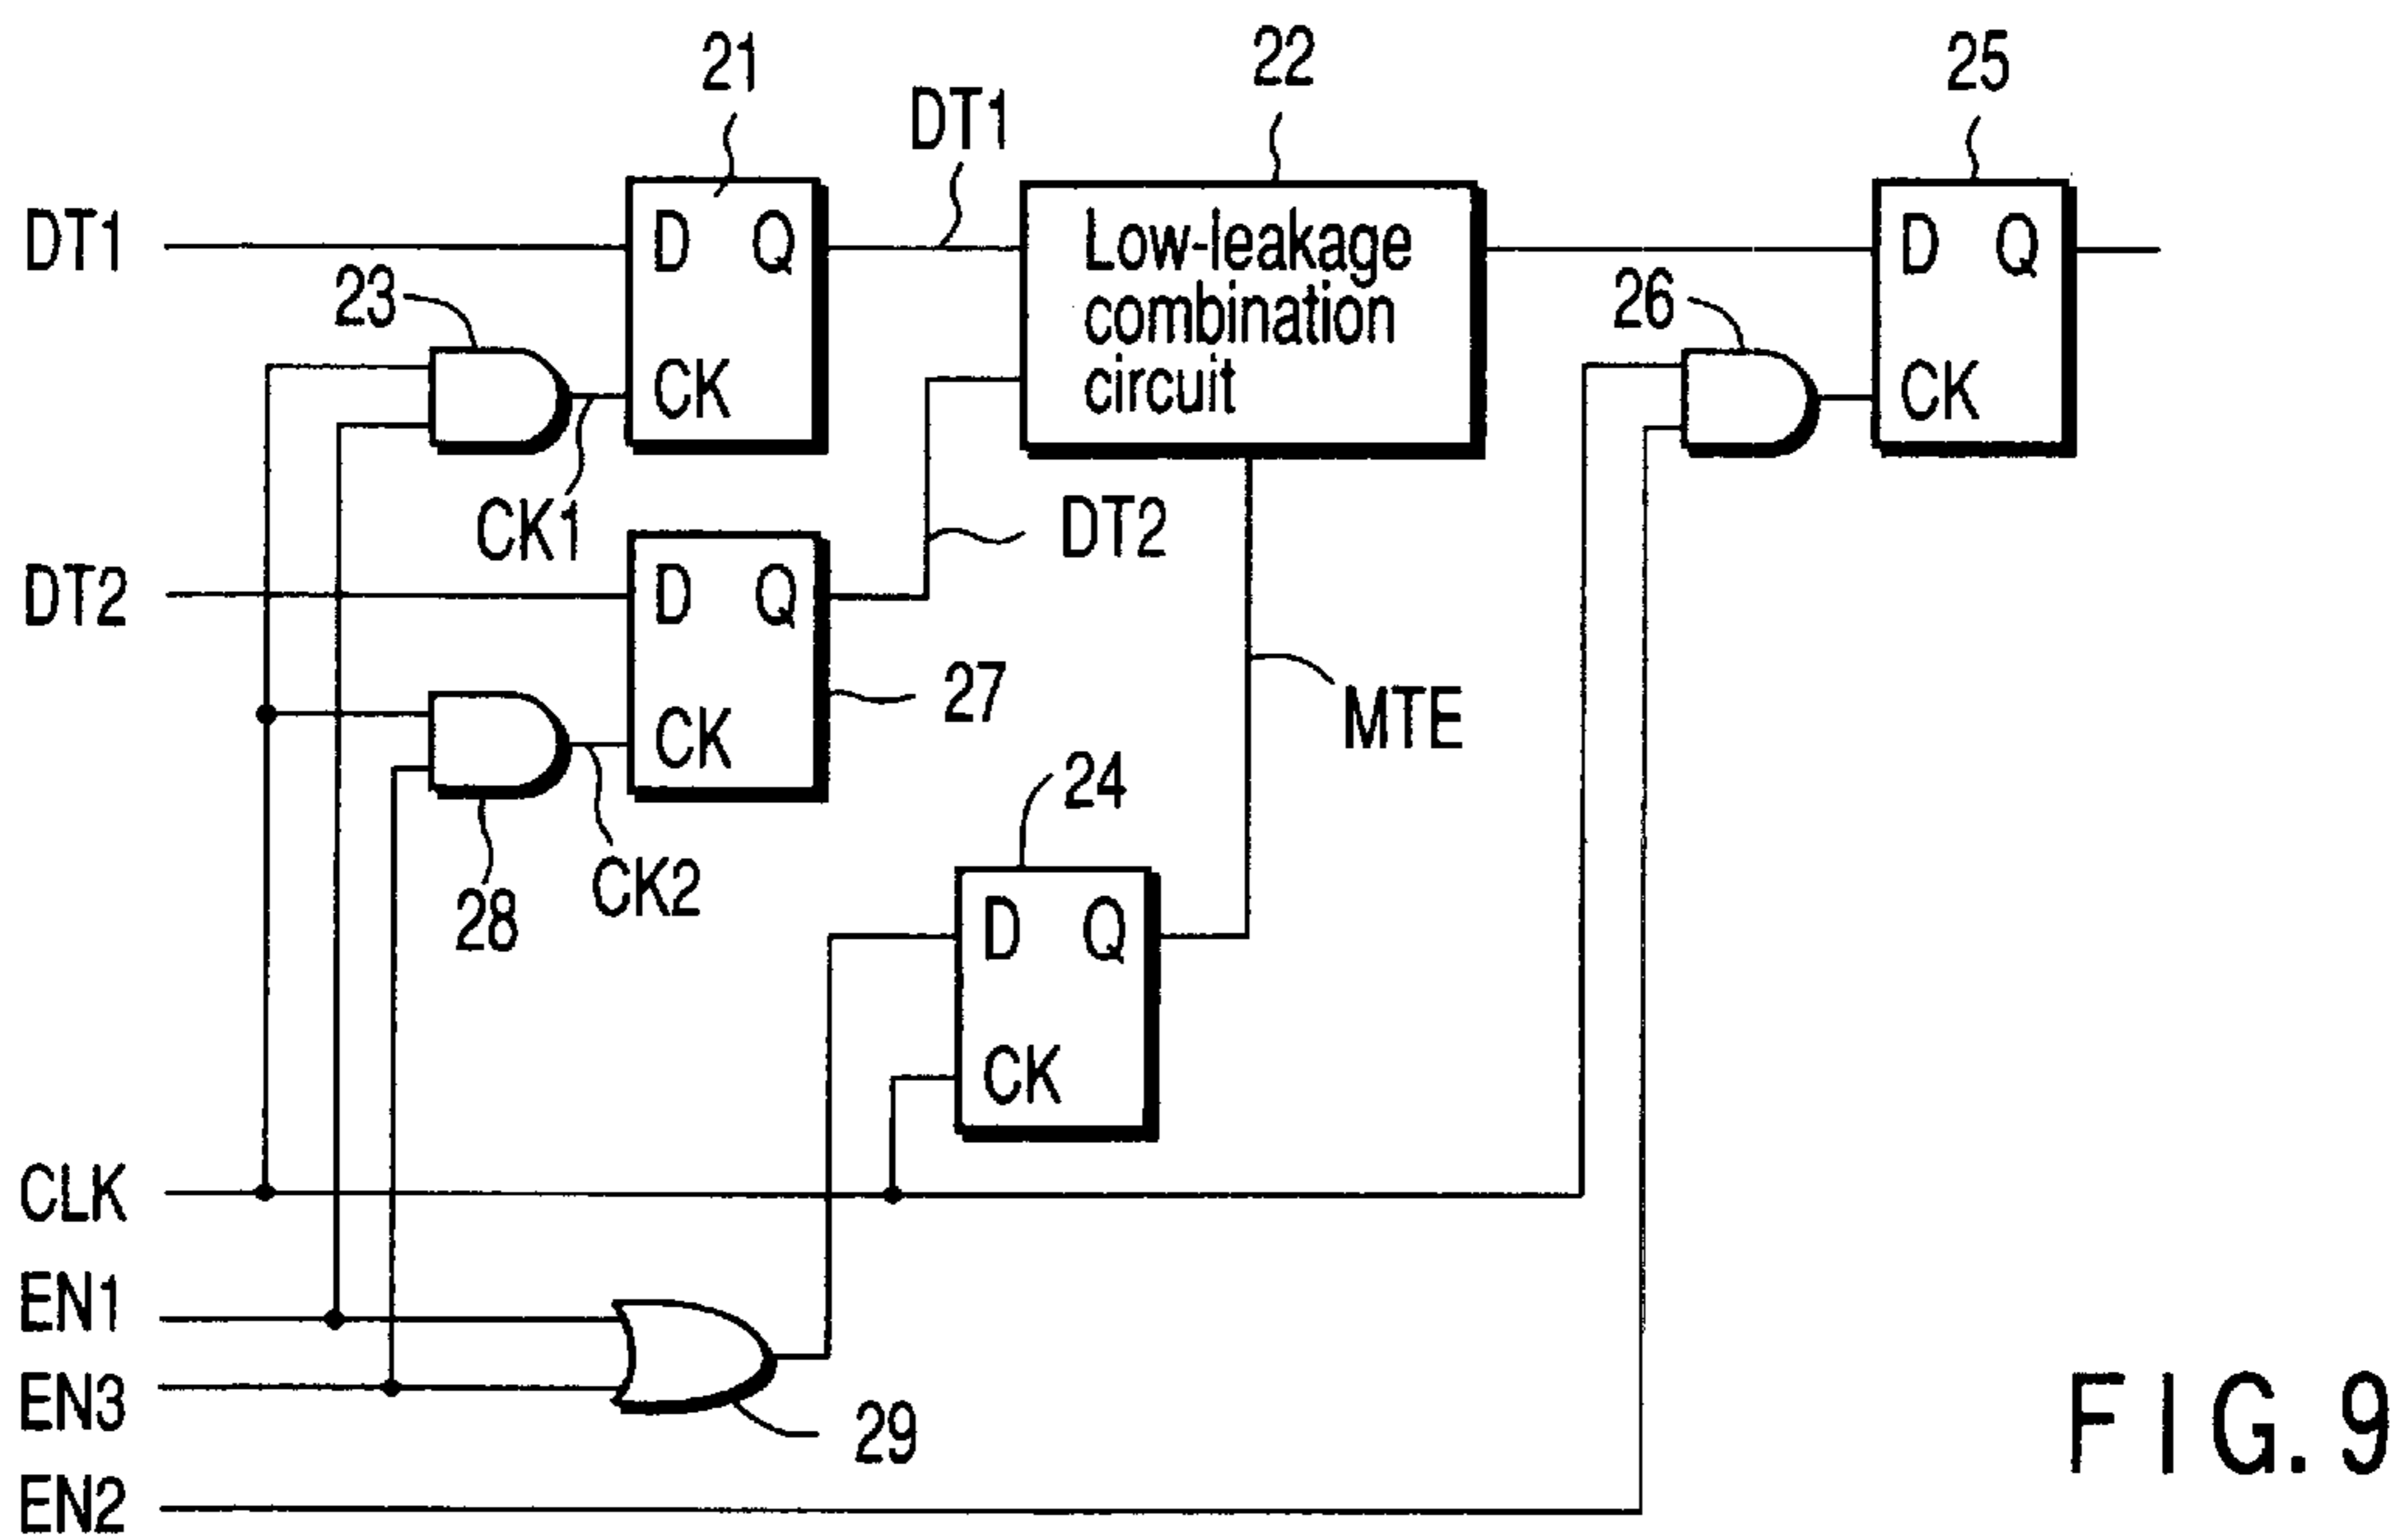 21
22
25
DT1
DT1
D Q
CK
Low-leakage
combination
circuit
D Q
CK
23
26
CK1
DT2
DT2
D Q
CK
27
MTE
28
CK2
24
D Q
CK
CLK
EN1
EN3
29
EN2
FIG. 9